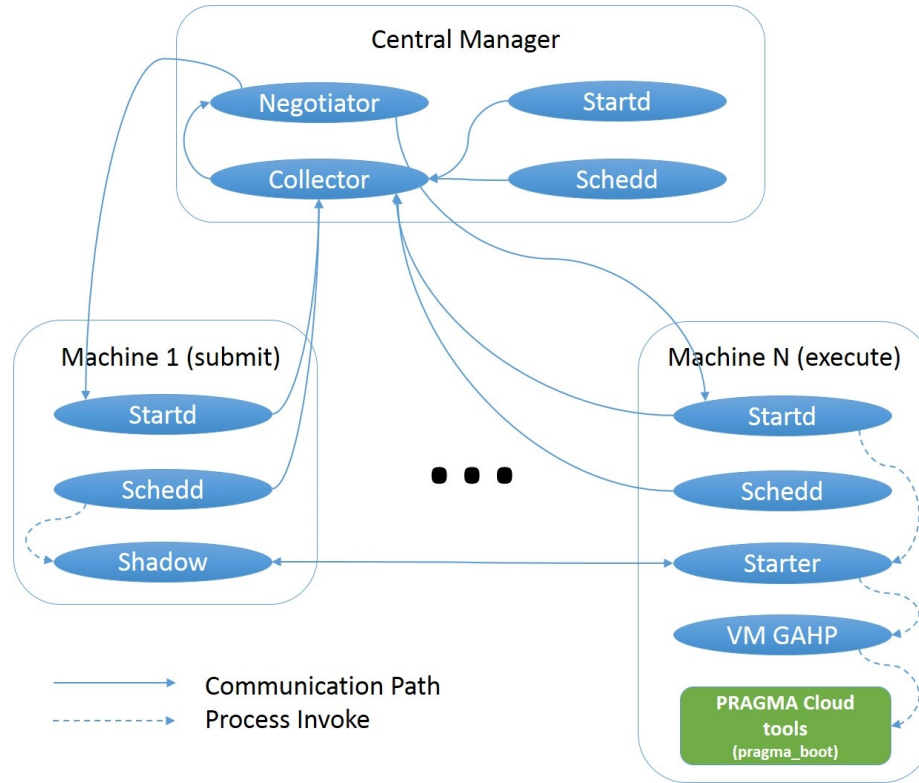 Central Manager
Negotiator
Startd
Collector
Schedd
Machine 1 (submit)
Startd
Schedd
Shadow
Machine N (execute)
Startd
Schedd
Starter
VM GAHP
PRAGMA Cloud
tools
(pragma_boot)
Communication Path
Process Invoke